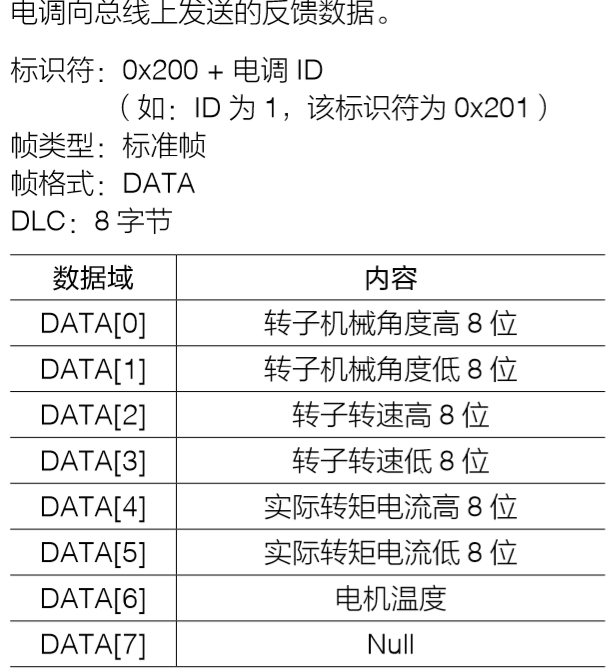 电调向总线上发送的反馈数据。
标识符：0x200 + 电调 ID
（如：ID 为 1，该标识符为 0x201）
帧类型：标准帧
帧格式：DATA
DLC：8 字节
数据域 内容
DATA[0] 转子机械角度高 8 位
DATA[1] 转子机械角度低 8 位
DATA[2] 转子转速高 8 位
DATA[3] 转子转速低 8 位
DATA[4] 实际转矩电流高 8 位
DATA[5] 实际转矩电流低 8 位
DATA[6] 电机温度
DATA[7] Null